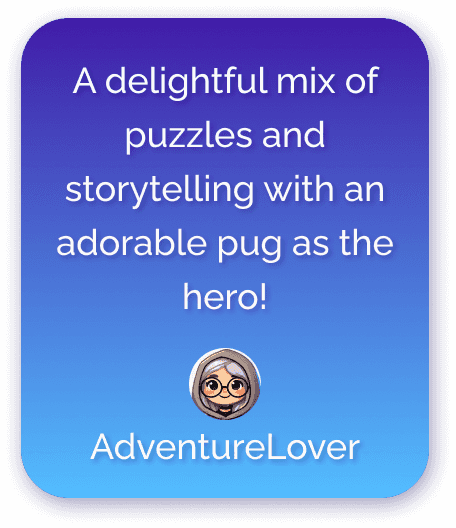 A delightful mix of
puzzles and
storytelling with an
adorable pug as the
hero!
AdventureLover